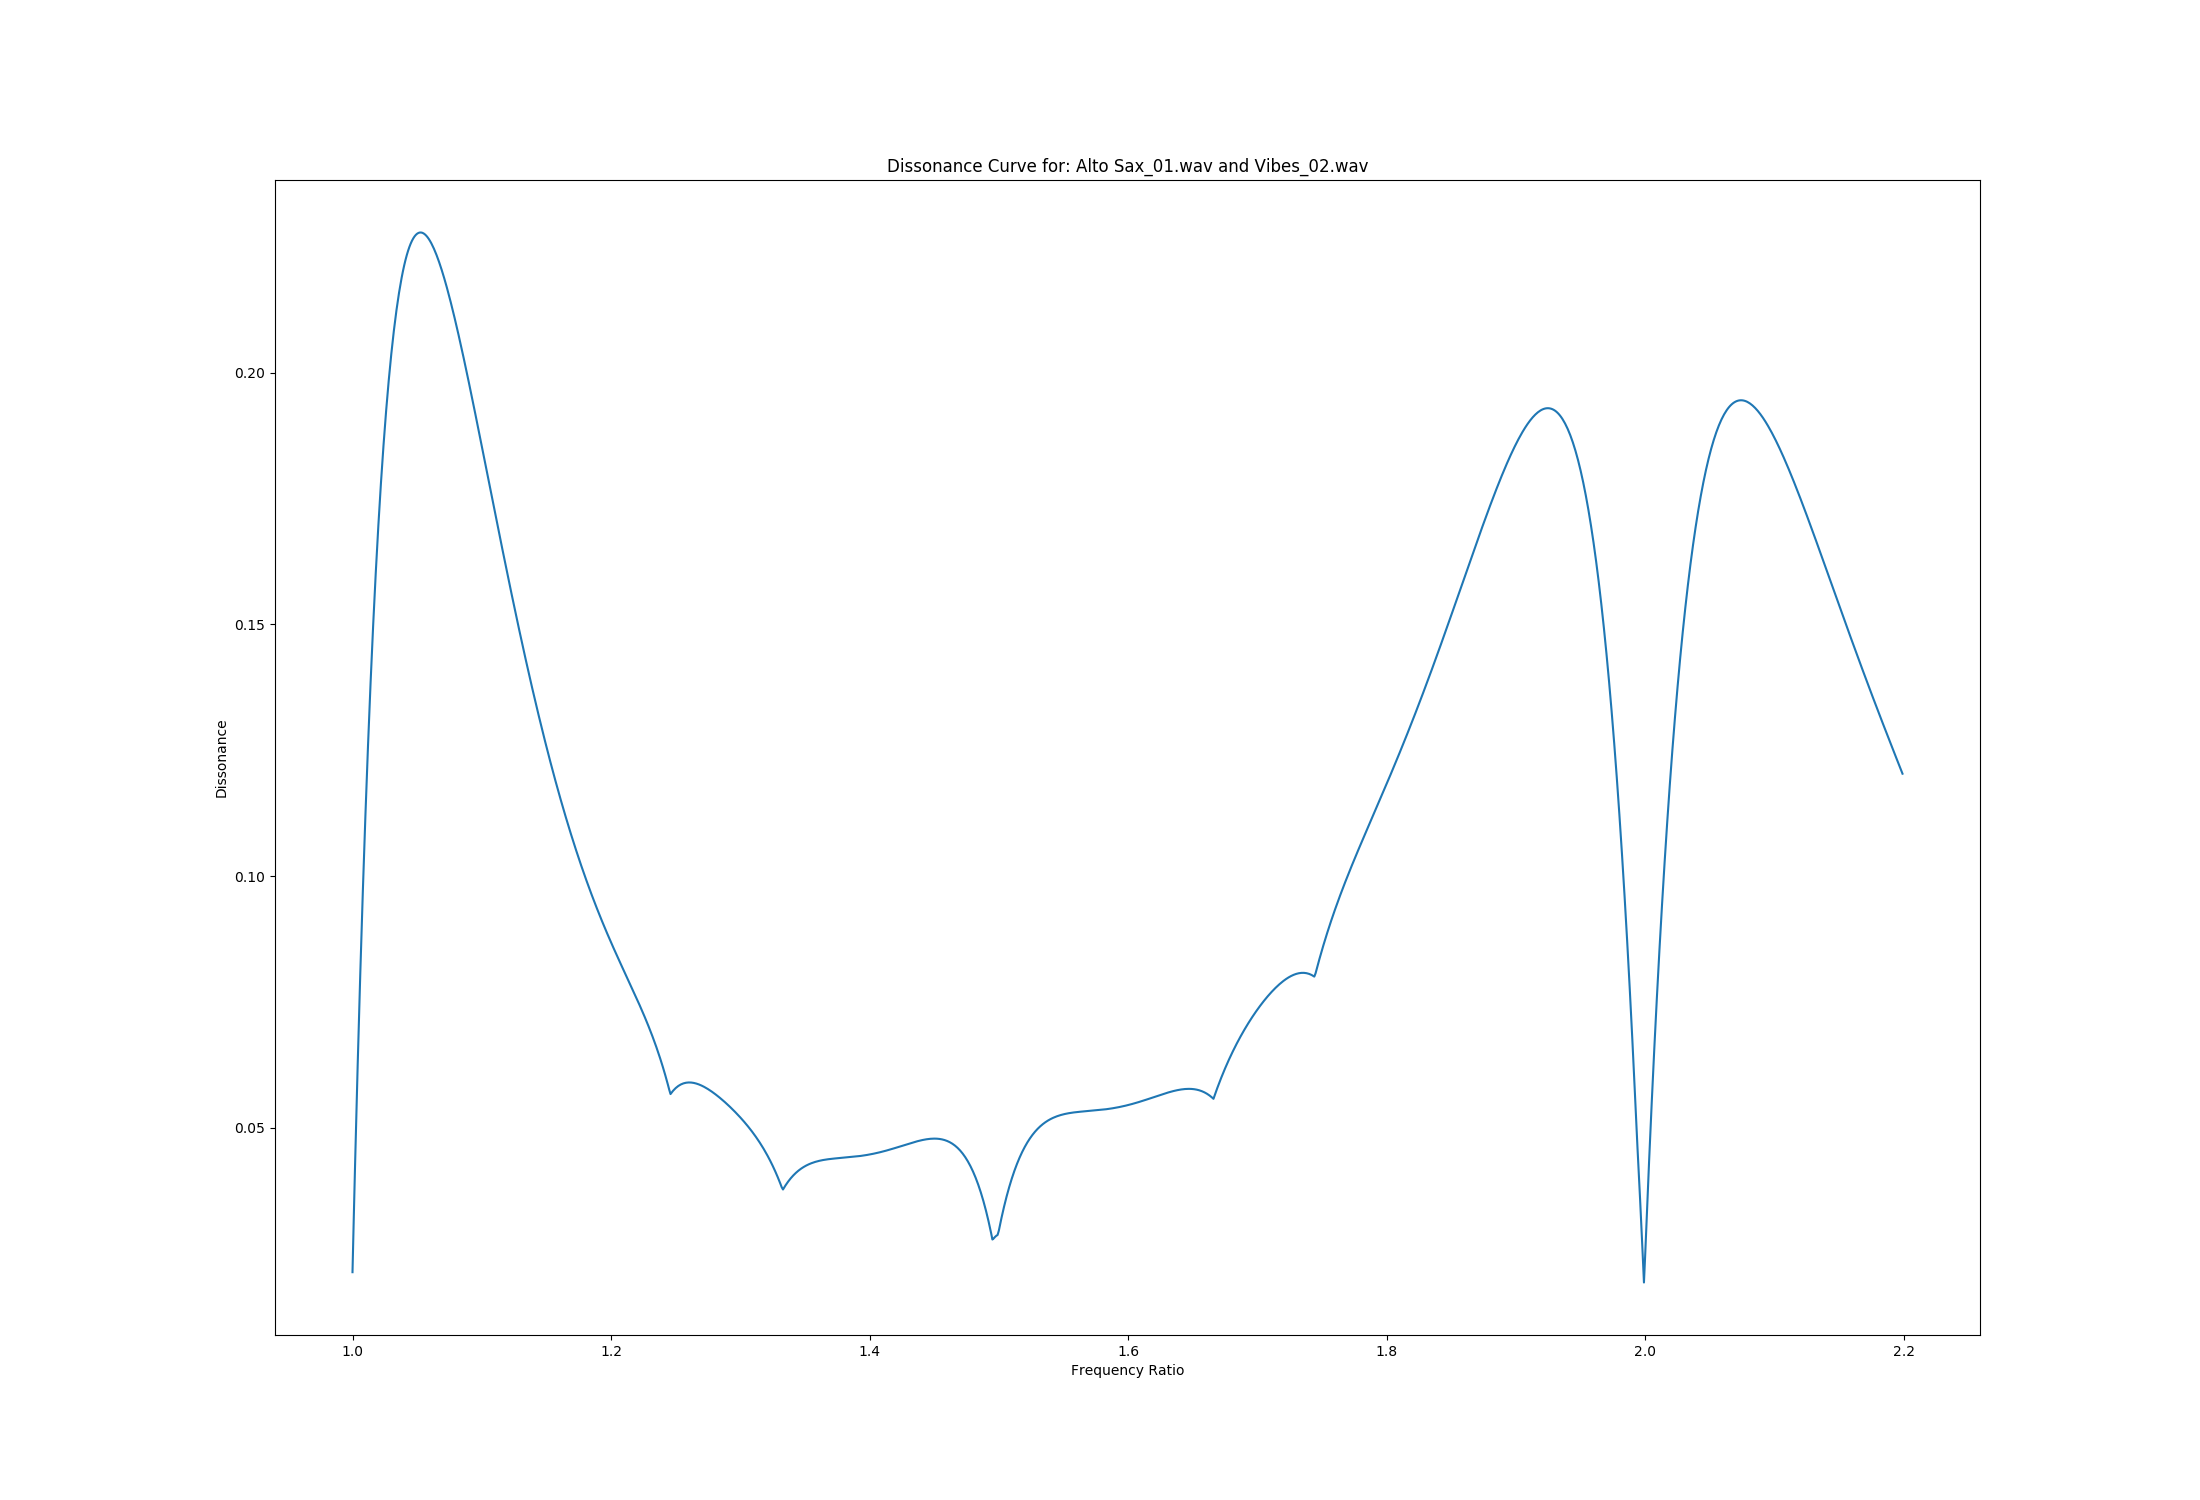 Dissonance Curve for: Alto Sax_01.wav and Vibes_02.wav
0.20
0.15
0.10
0.05
Dissonance
1.0 1.2 1.4 1.6 1.8 2.0 2.2
Frequency Ratio